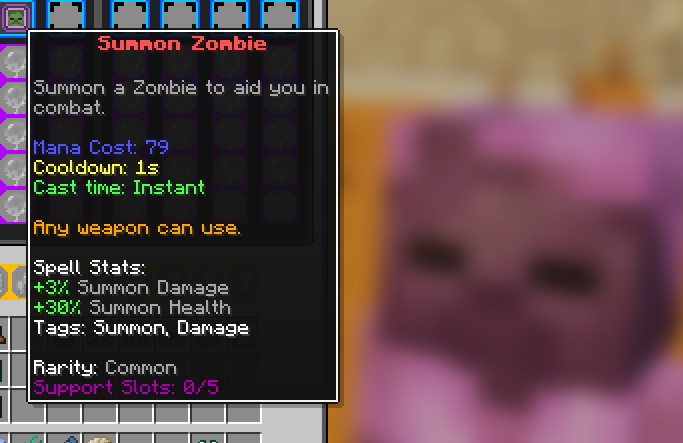 Summon Zombie
Summon a Zombie to aid you in
combat.
Mana Cost: 79
Cooldown: 1s
Cast time: Instant
Any weapon can use.
Spell Stats:
+3% Summon Damage
+30% Summon Health
Tags: Summon, Damage
Rarity: Common
Support Slots: 0/5